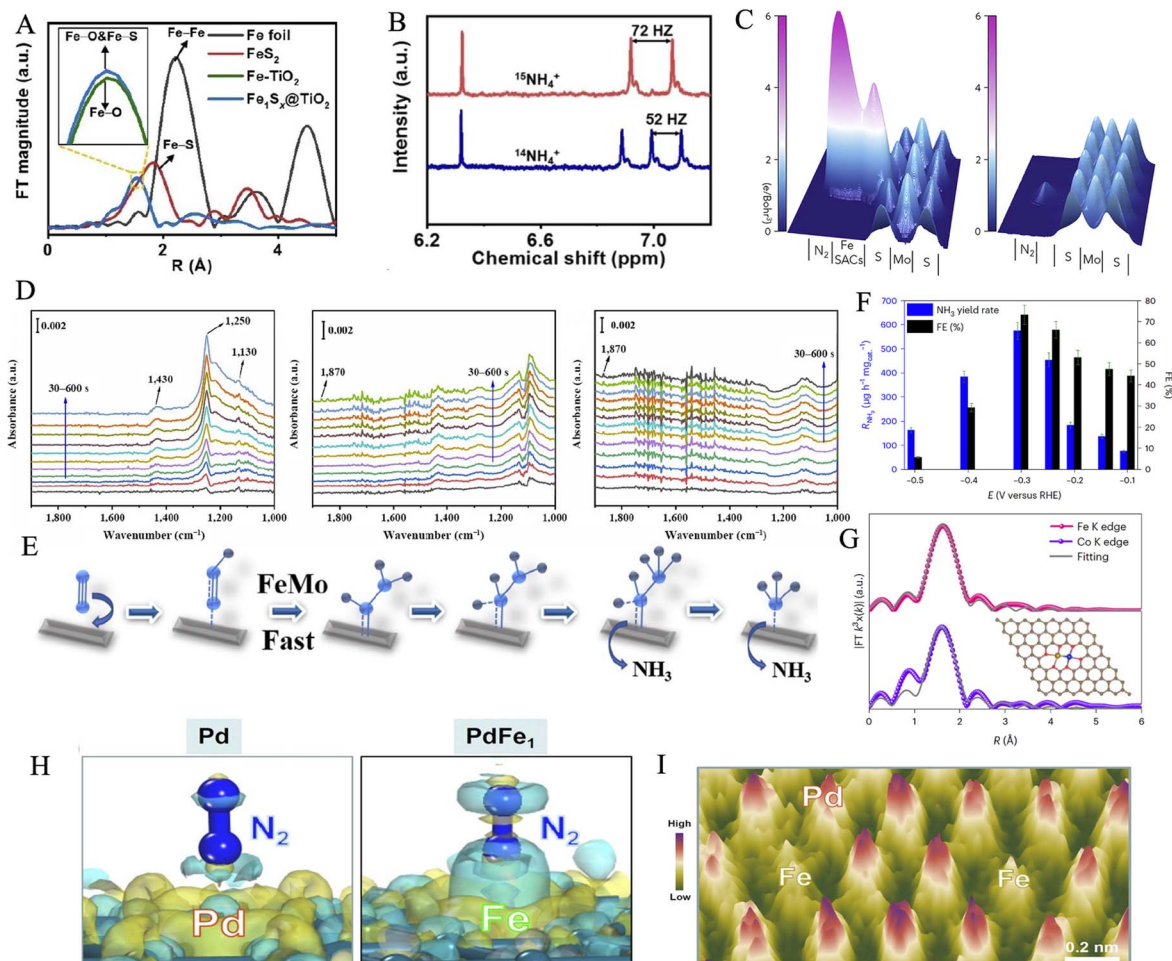 A
Fe–O&Fe–S
Fe–O
Fe–Fe
Fe–S
Fe foil
FeS₂
Fe-TiO₂
Fe₁Sₓ@TiO₂
FT magnitude (a.u.)
0 2 4
R (Å)
B
72 HZ
¹⁵NH₄⁺
52 HZ
¹⁴NH₄⁺
Intensity (a.u.)
6.2 6.6 7.0
Chemical shift (ppm)
C
6
4
2
0
(e/Bohr³)
N₂ Fe SACs S Mo S
6
4
2
0
N₂ S Mo S
D
0.002
1,250
1,130
1,430
30–600 s
Absorbance (a.u.)
1,800 1,600 1,400 1,200 1,000
Wavenumber (cm⁻¹)
0.002
1,870
30–600 s
Absorbance (a.u.)
1,800 1,600 1,400 1,200 1,000
Wavenumber (cm⁻¹)
0.002
1,870
30–600 s
Absorbance (a.u.)
1,800 1,600 1,400 1,200 1,000
Wavenumber (cm⁻¹)
F
NH₃ yield rate
FE (%)
700
600
500
400
300
200
100
0
80
70
60
50
40
30
20
10
0
R_NH₃ (μg h⁻¹ mg_cat.⁻¹)
FE (%)
–0.5 –0.4 –0.3 –0.2 –0.1
E (V versus RHE)
E
FeMo
Fast
NH₃
NH₃
G
Fe K edge
Co K edge
Fitting
|FT k³χ(k)| (a.u.)
0 1 2 3 4 5 6
R (Å)
H
Pd
N₂
Pd
PdFe₁
N₂
Fe
I
High
Low
Pd
Fe
Fe
0.2 nm